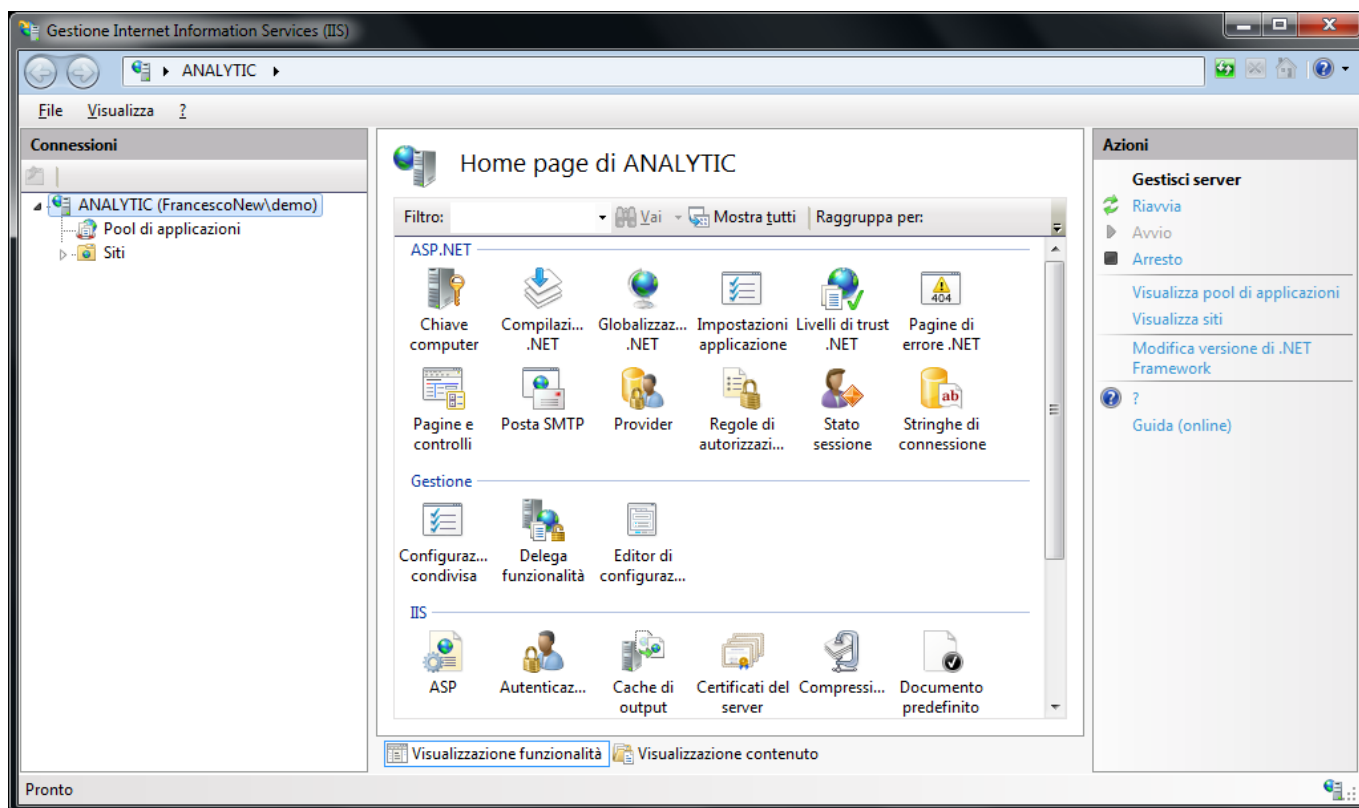 Gestione Internet Information Services (IIS)
ANALYTIC
File Visualizza ?
Connessioni
ANALYTIC (FrancescoNew\demo)
Pool di applicazioni
Siti
Home page di ANALYTIC
Filtro: Vai Mostra tutti Raggruppa per:
ASP.NET
Chiave computer
Compilazi... .NET
Globalizzaz... .NET
Impostazioni applicazione
Livelli di trust .NET
404
Pagine di errore .NET
Pagine e controlli
Posta SMTP
Provider
Regole di autorizzazi...
Stato sessione
ab
Stringhe di connessione
Gestione
Configuraz... condivisa
Delega funzionalità
Editor di configuraz...
IIS
ASP
Autenticaz...
Cache di output
Certificati del server
Compressi...
Documento predefinito
Visualizzazione funzionalità Visualizzazione contenuto
Azioni
Gestisci server
Riavvia
Avvio
Arresto
Visualizza pool di applicazioni
Visualizza siti
Modifica versione di .NET
Framework
?
Guida (online)
Pronto